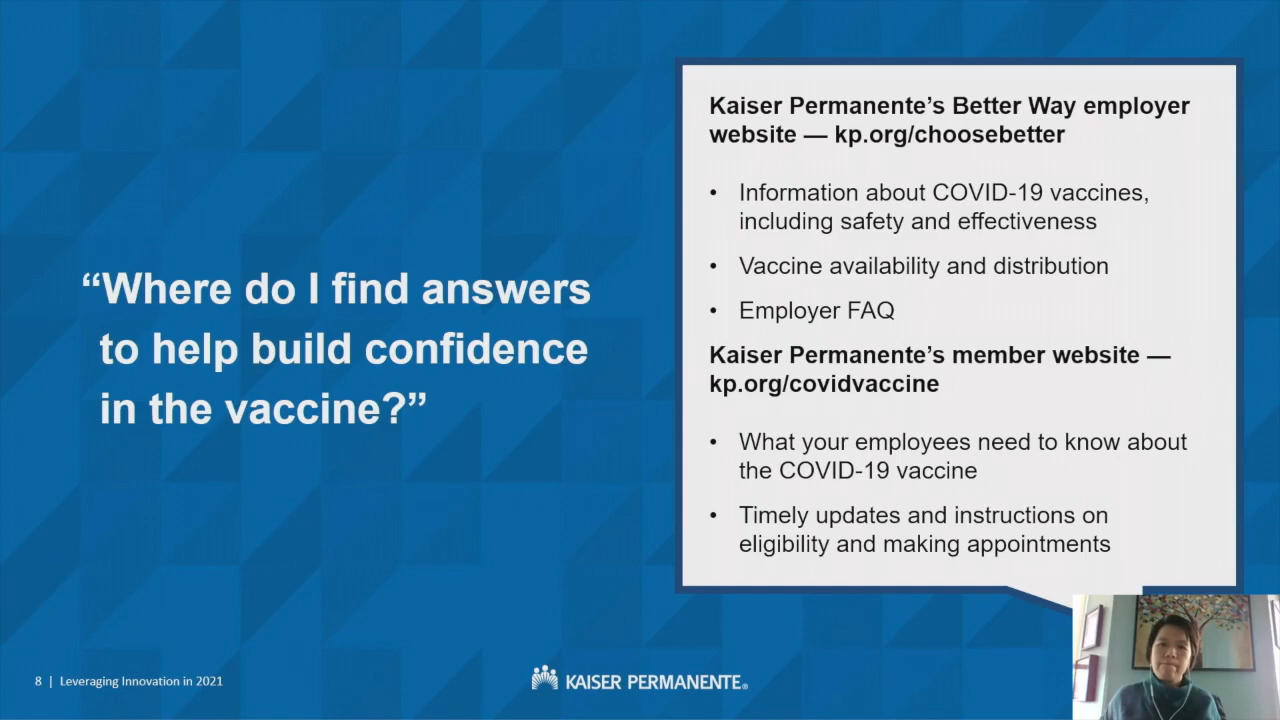 “Where do I find answers
to help build confidence
in the vaccine?”
Kaiser Permanente’s Better Way employer
website — kp.org/choosebetter
• Information about COVID-19 vaccines,
including safety and effectiveness
• Vaccine availability and distribution
• Employer FAQ
Kaiser Permanente’s member website —
kp.org/covidvaccine
• What your employees need to know about
the COVID-19 vaccine
• Timely updates and instructions on
eligibility and making appointments
8 | Leveraging Innovation in 2021
KAISER PERMANENTE®